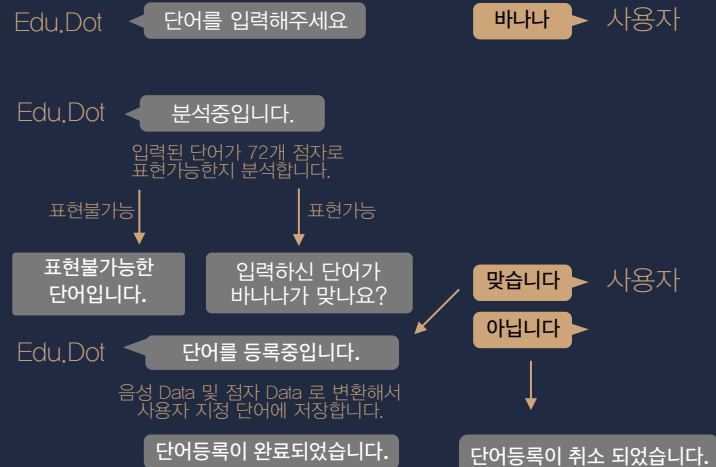 Edu.Dot
단어를 입력해주세요
바나나
사용자
Edu.Dot
분석중입니다.
입력된 단어가 72개 점자로
표현가능한지 분석합니다.
표현불가능
표현가능
표현불가능한
단어입니다.
입력하신 단어가
바나나가 맞나요?
맞습니다
사용자
아닙니다
Edu.Dot
단어를 등록중입니다.
음성 Data 및 점자 Data 로 변환해서
사용자 지정 단어에 저장합니다.
단어등록이 완료되었습니다.
단어등록이 취소 되었습니다.